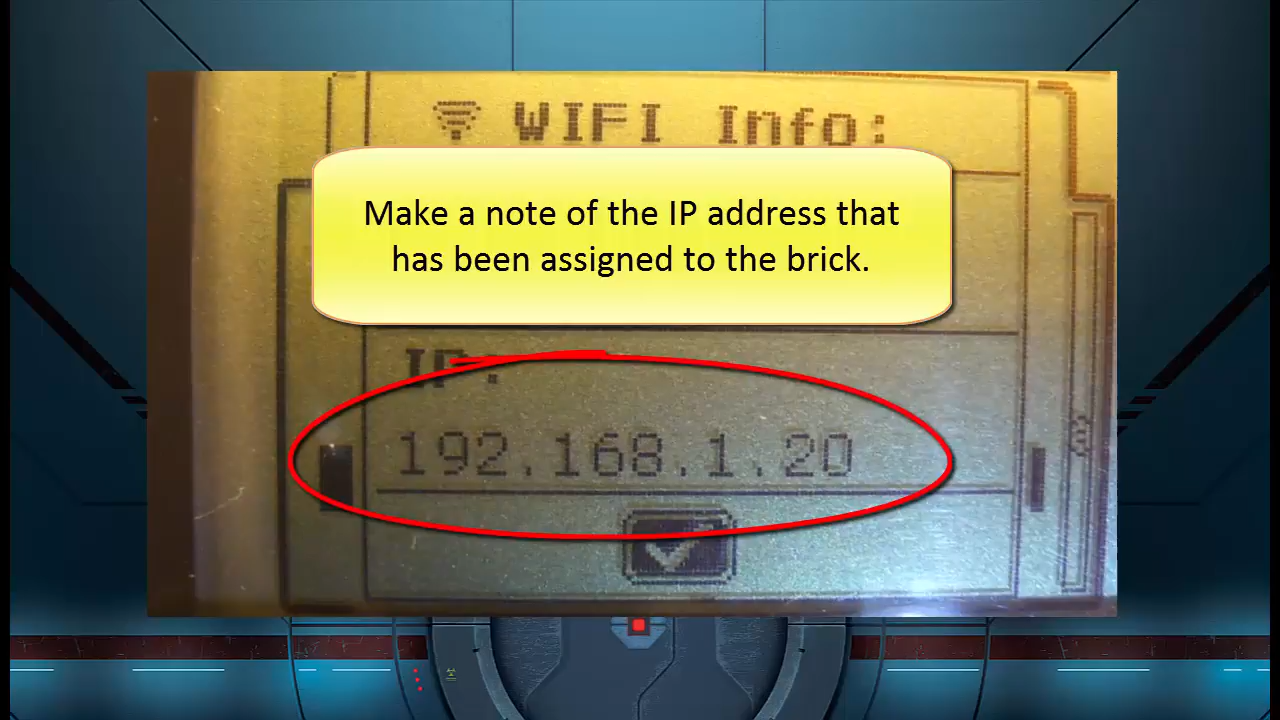 WIFI Info:
Make a note of the IP address that
has been assigned to the brick.
IP:
192.168.1.20